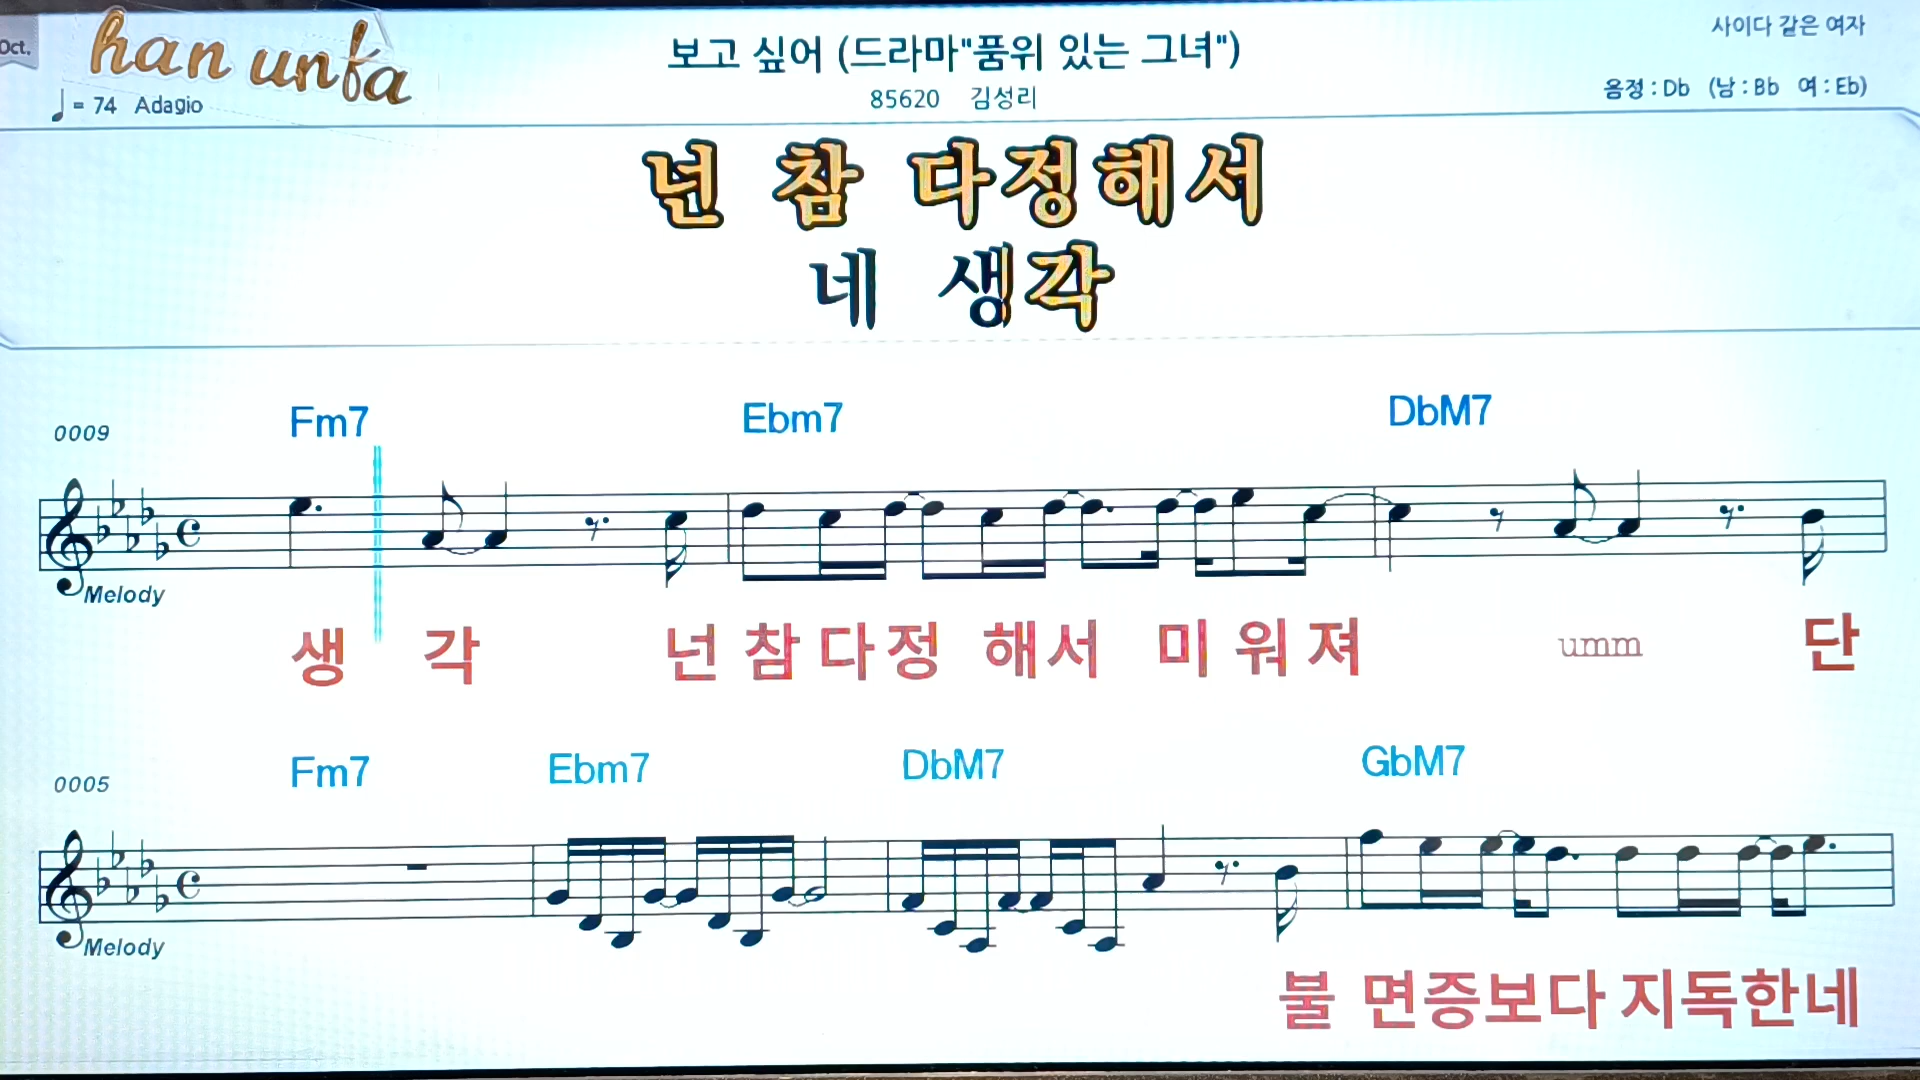 Oct.
han unfa
보고 싶어 (드라마"품위 있는 그녀")
사이다 같은 여자
♩ = 74 Adagio
85620 김성리
음정 : Db (남 : Bb 여 : Eb)
넌 참 다정해서
네 생각
0009
Fm7 Ebm7 DbM7
Melody
생 각 넌 참 다 정 해 서 미 워 져 umm 단
0005
Fm7 Ebm7 DbM7 GbM7
Melody
불 면증보다 지독한네